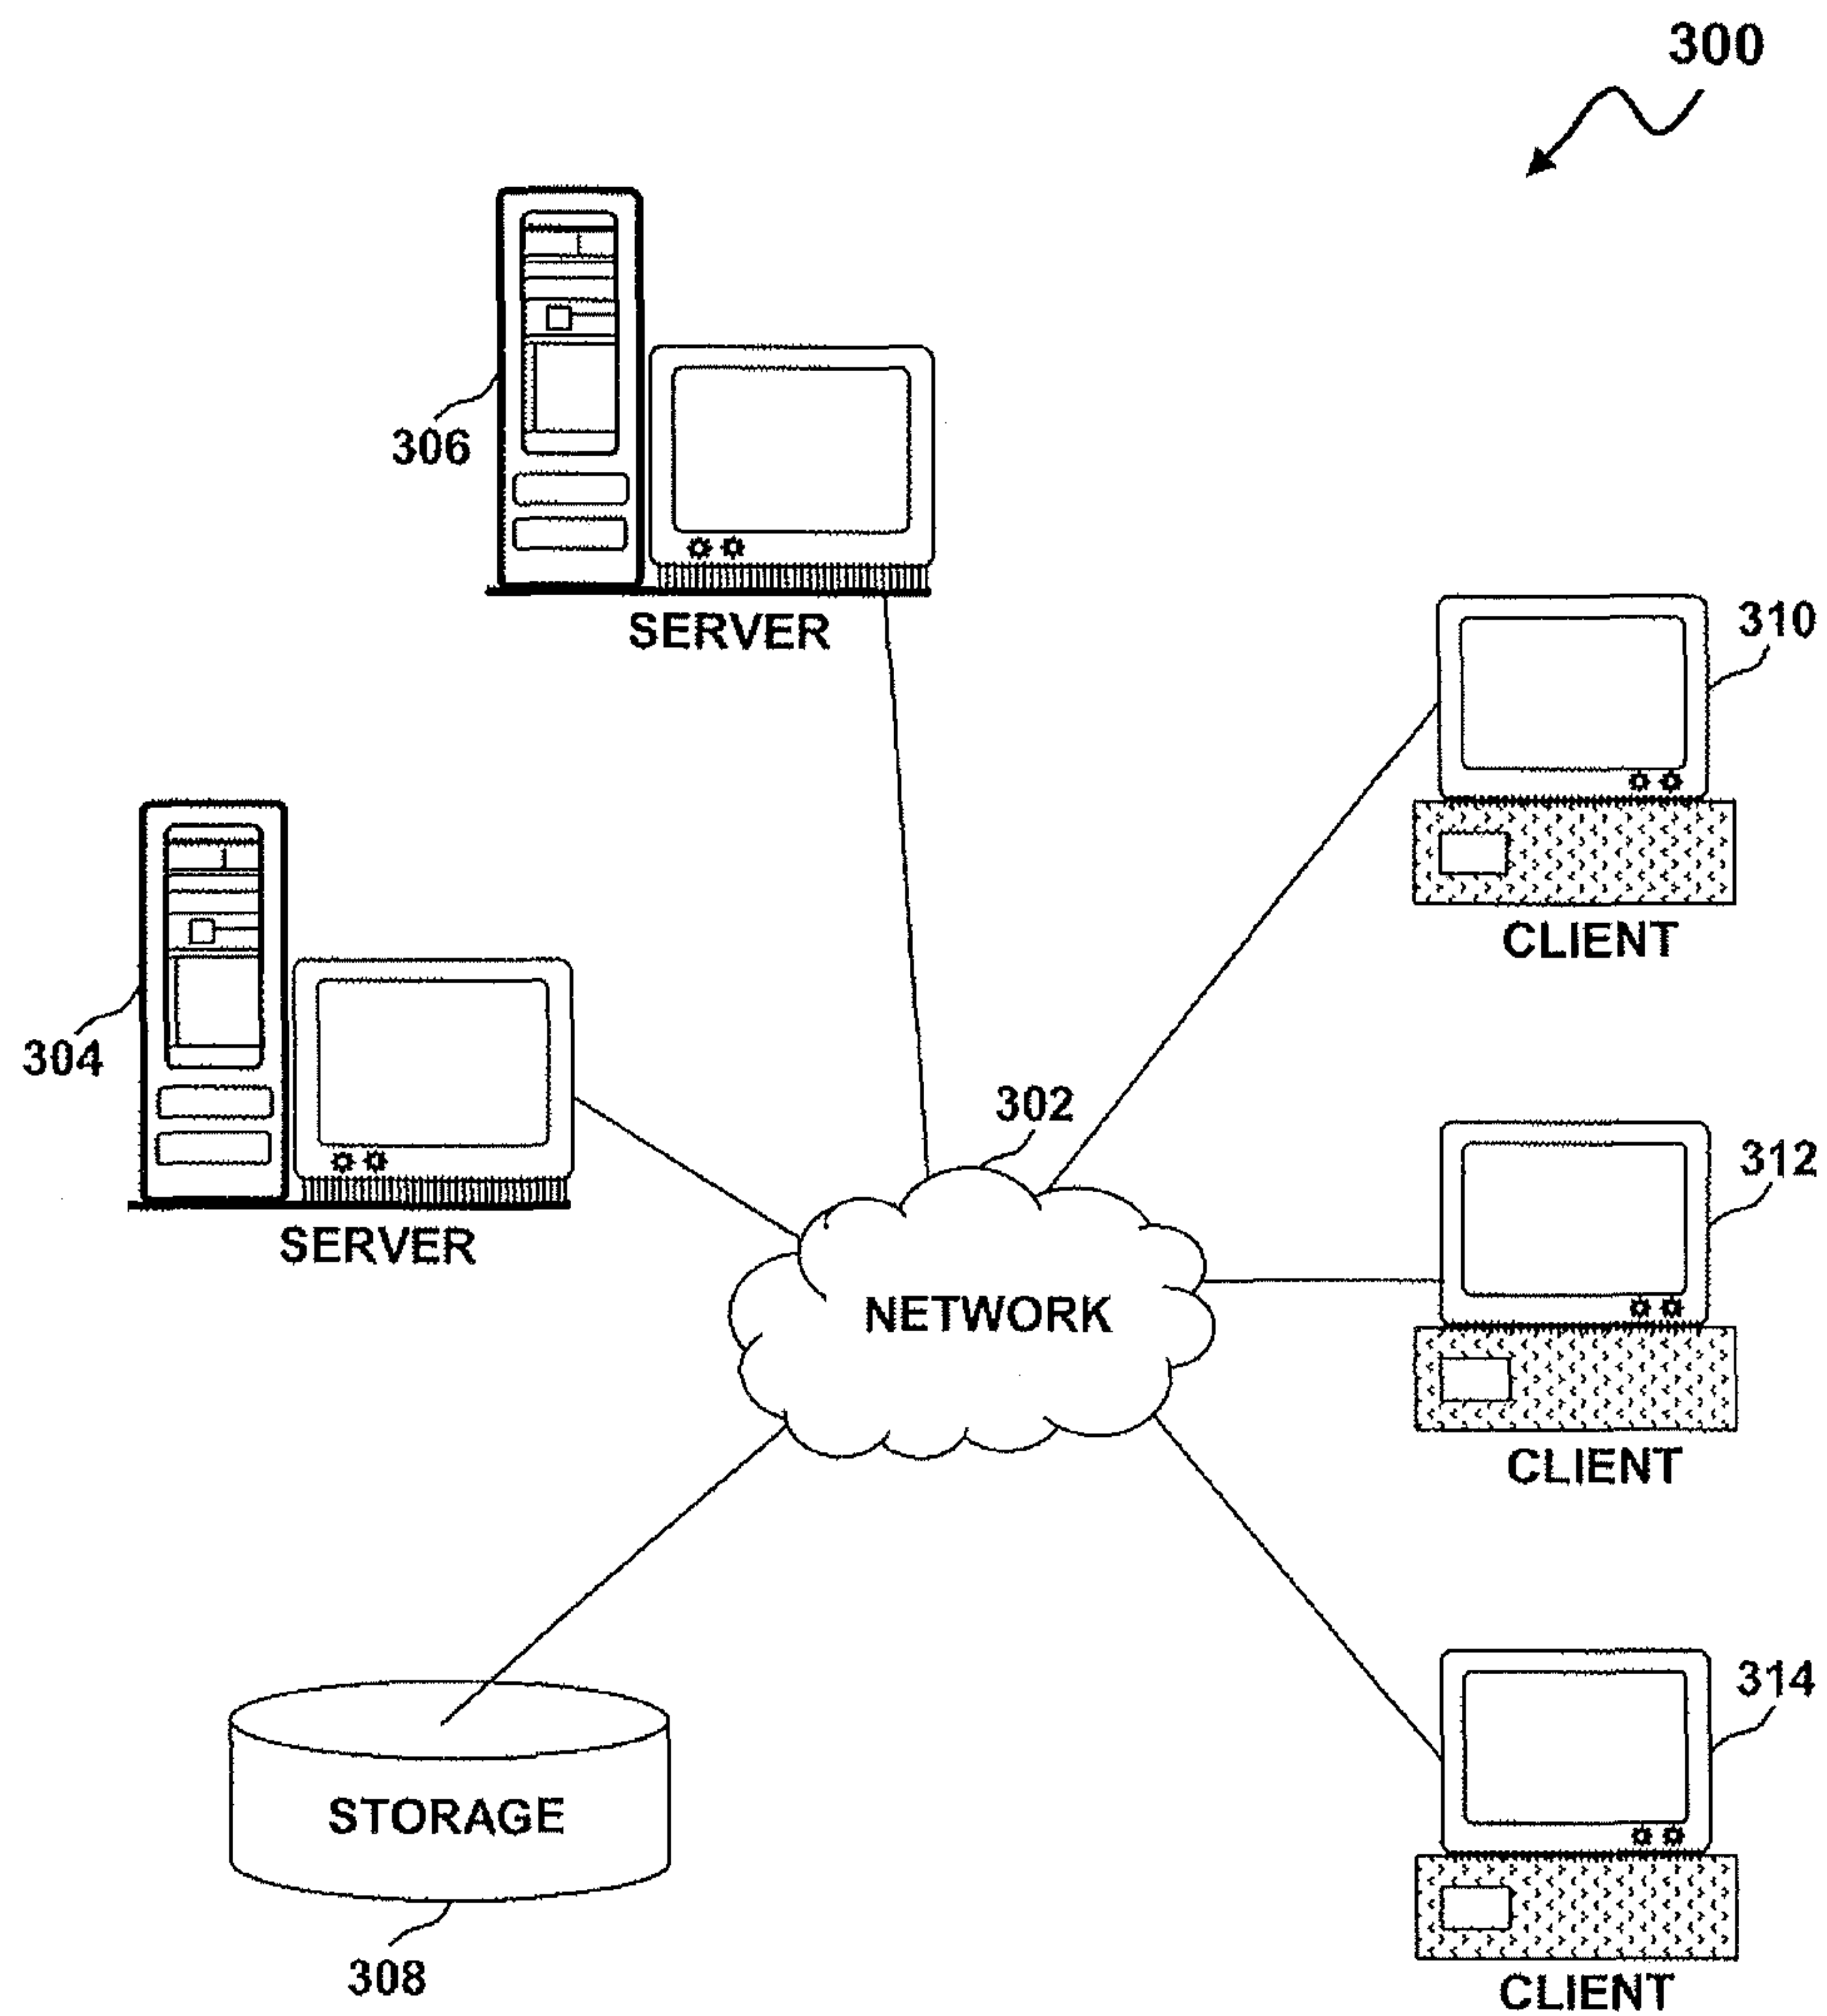 300
306
SERVER
310
CLIENT
304
SERVER
302
NETWORK
312
CLIENT
314
CLIENT
STORAGE
308